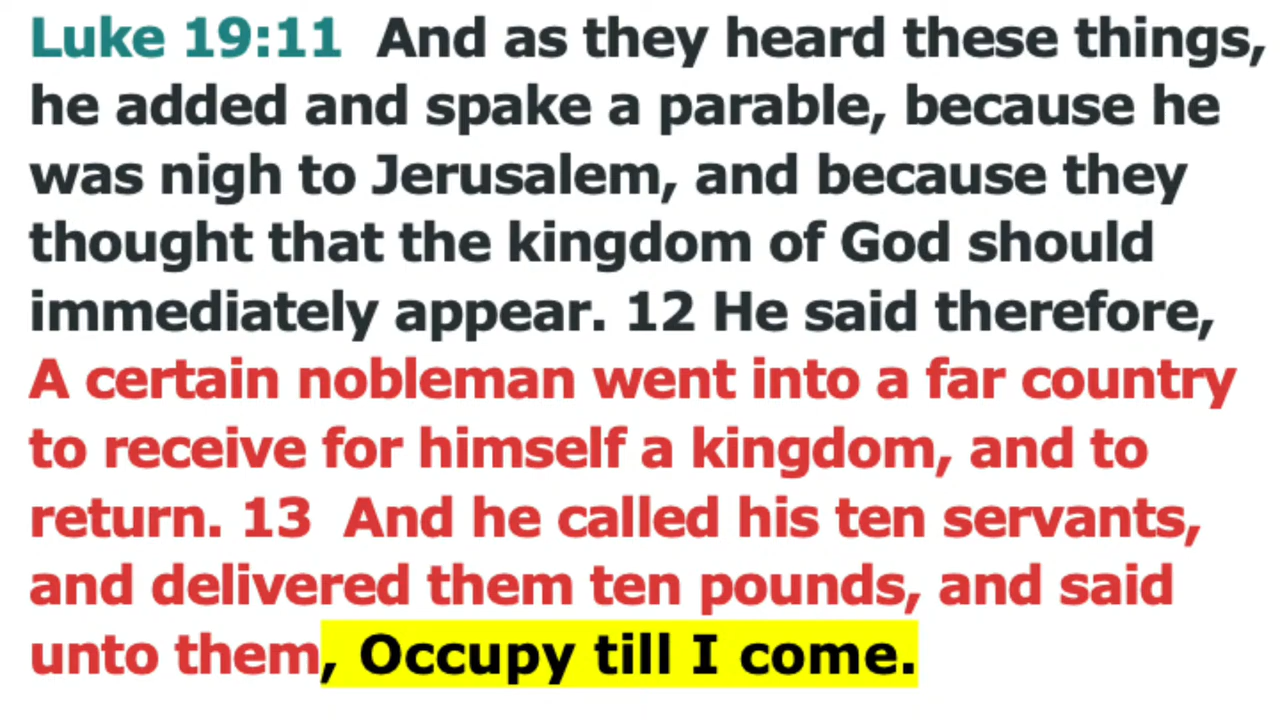 Luke 19:11 And as they heard these things,
he added and spake a parable, because he
was nigh to Jerusalem, and because they
thought that the kingdom of God should
immediately appear. 12 He said therefore,
A certain nobleman went into a far country
to receive for himself a kingdom, and to
return. 13 And he called his ten servants,
and delivered them ten pounds, and said
unto them, Occupy till I come.